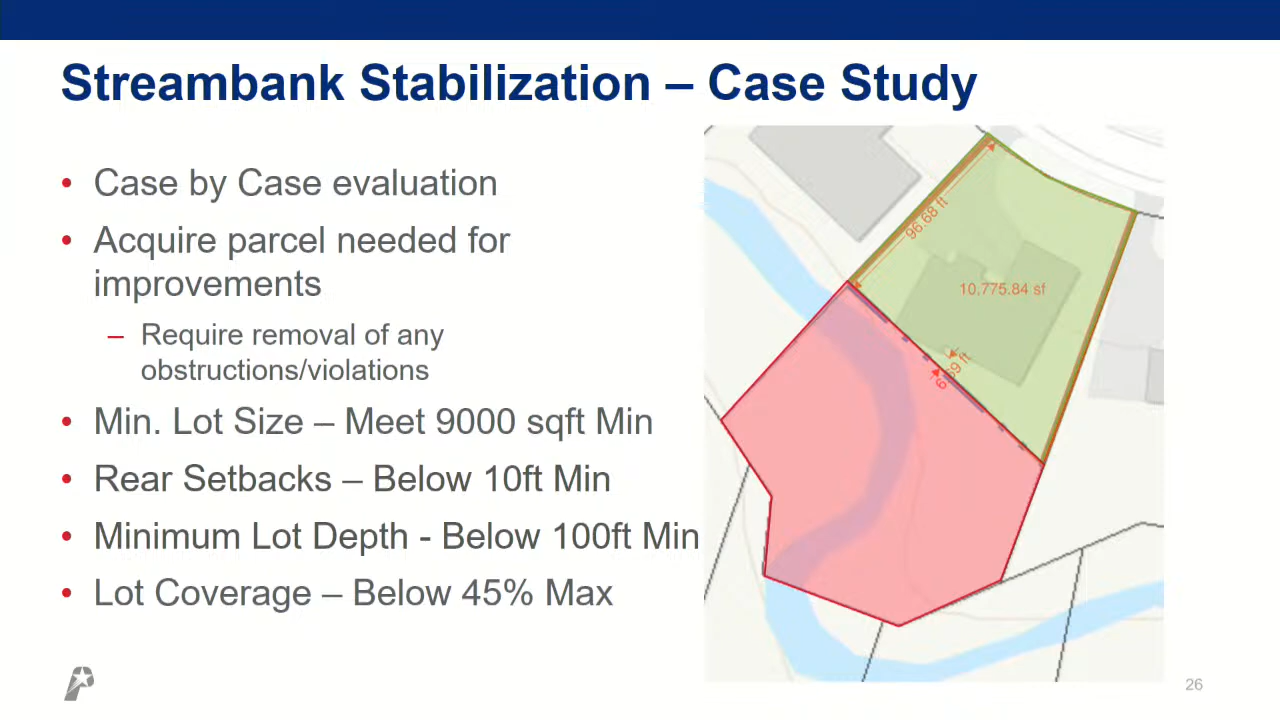 Streambank Stabilization – Case Study
• Case by Case evaluation
• Acquire parcel needed for
improvements
– Require removal of any
obstructions/violations
• Min. Lot Size – Meet 9000 sqft Min
• Rear Setbacks – Below 10ft Min
• Minimum Lot Depth - Below 100ft Min
• Lot Coverage – Below 45% Max
96.68 ft
10,775.84 sf
26